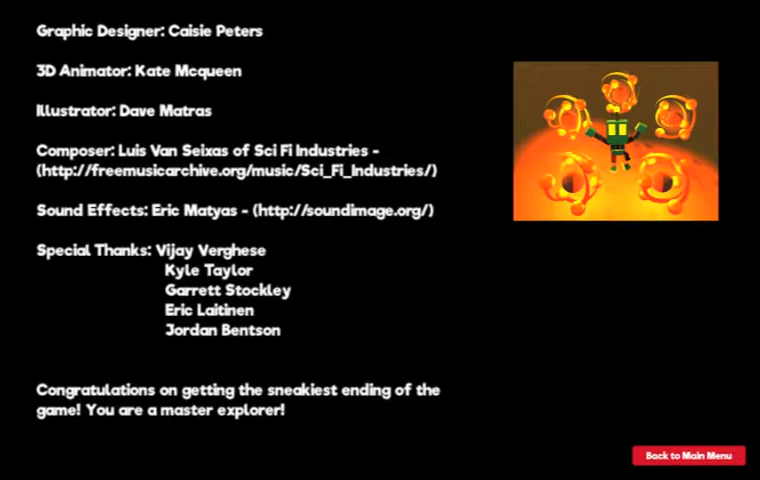 Graphic Designer: Caisie Peters
3D Animator: Kate Mcqueen
Illustrator: Dave Matras
Composer: Luis Van Seixas of Sci Fi Industries -
(http://freemusicarchive.org/music/Sci_Fi_Industries/)
Sound Effects: Eric Matyas - (http://soundimage.org/)
Special Thanks: Vijay Verghese
Kyle Taylor
Garrett Stockley
Eric Laitinen
Jordan Bentson
Congratulations on getting the sneakiest ending of the
game! You are a master explorer!
Back to Main Menu